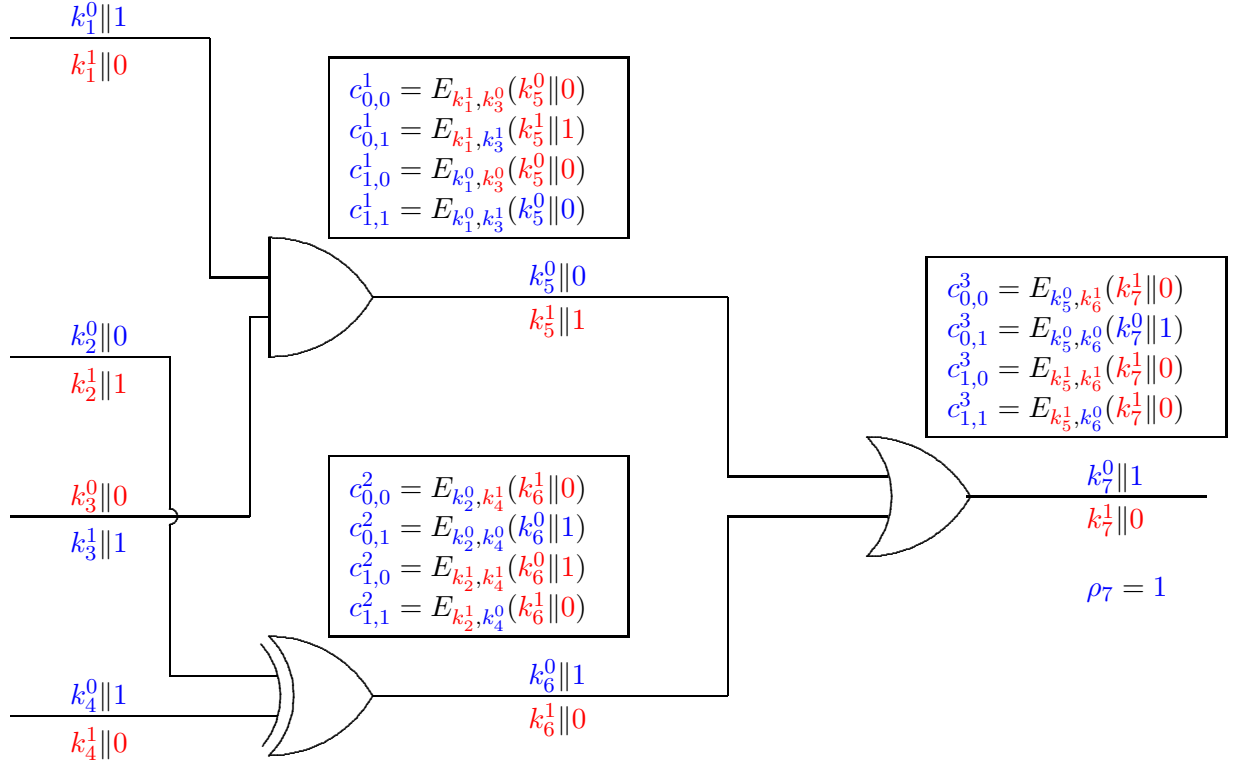 k_1^0‖1
k_1^1‖0
c_{0,0}^1 = E_{k_1^1,k_3^0}(k_5^0‖0)
c_{0,1}^1 = E_{k_1^1,k_3^1}(k_5^1‖1)
c_{1,0}^1 = E_{k_1^0,k_3^0}(k_5^0‖0)
c_{1,1}^1 = E_{k_1^0,k_3^1}(k_5^0‖0)
k_5^0‖0
k_5^1‖1
k_2^0‖0
k_2^1‖1
k_3^0‖0
k_3^1‖1
c_{0,0}^2 = E_{k_2^0,k_4^1}(k_6^1‖0)
c_{0,1}^2 = E_{k_2^0,k_4^0}(k_6^0‖1)
c_{1,0}^2 = E_{k_2^1,k_4^1}(k_6^0‖1)
c_{1,1}^2 = E_{k_2^1,k_4^0}(k_6^1‖0)
k_4^0‖1
k_4^1‖0
k_6^0‖1
k_6^1‖0
c_{0,0}^3 = E_{k_5^0,k_6^1}(k_7^1‖0)
c_{0,1}^3 = E_{k_5^0,k_6^0}(k_7^0‖1)
c_{1,0}^3 = E_{k_5^1,k_6^1}(k_7^1‖0)
c_{1,1}^3 = E_{k_5^1,k_6^0}(k_7^1‖0)
k_7^0‖1
k_7^1‖0
ρ_7 = 1